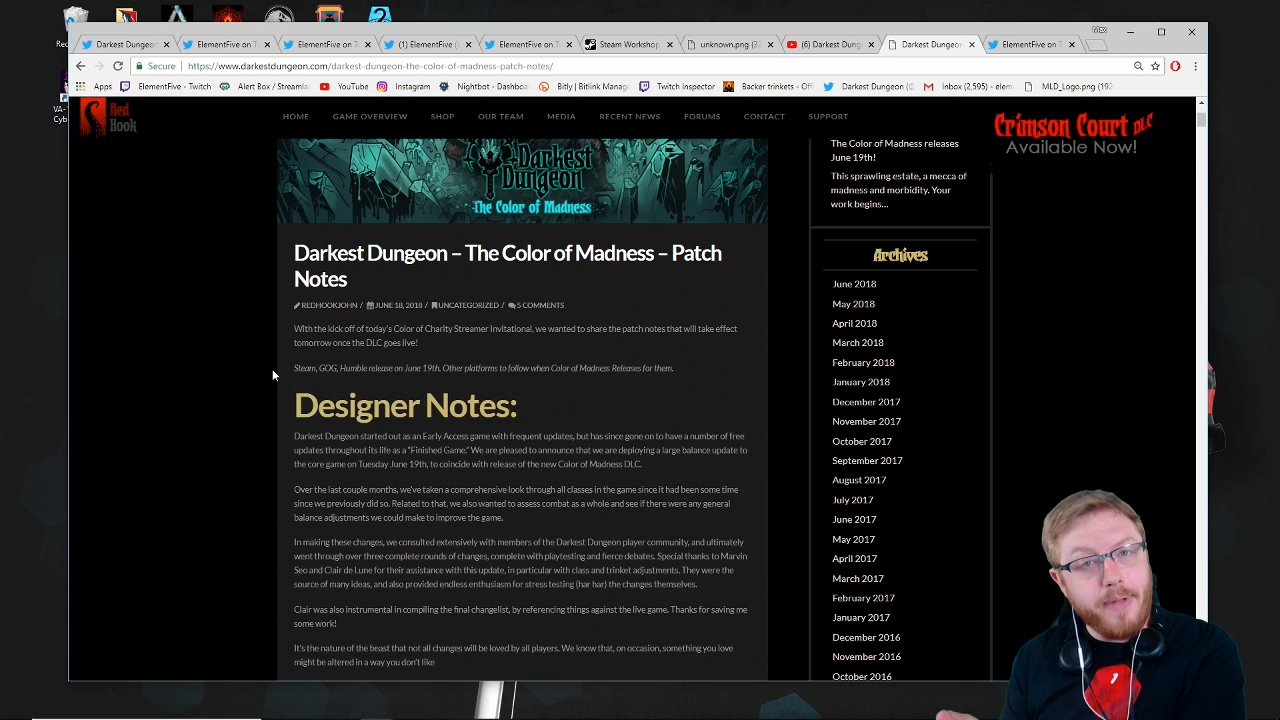 Darkest Dungeon
ElementFive on T
ElementFive on T
(1) ElementFive (
ElementFive on T
Steam Workshop
unknown.png (3
(6) Darkest Dung
Darkest Dungeon
ElementFive on T
Secure
https://www.darkestdungeon.com/darkest-dungeon-the-color-of-madness-patch-notes/
Apps
ElementFive - Twitch
Alert Box / Streaml
YouTube
Instagram
Nightbot - Dashboar
Bitly | Bitlink Manag
Twitch Inspector
Backer trinkets - Off
Darkest Dungeon (@
Inbox (2,595) - elem
MLD_Logo.png (192
Red
Hook
HOME
GAME OVERVIEW
SHOP
OUR TEAM
MEDIA
RECENT NEWS
FORUMS
CONTACT
SUPPORT
Crimson Court DLC
Available Now!
Darkest
Dungeon
The Color of Madness
Darkest Dungeon – The Color of Madness – Patch
Notes
REDHOOKJOHN / JUNE 18, 2018 / UNCATEGORIZED / 5 COMMENTS
With the kick off of today's Color of Charity Streamer Invitational, we wanted to share the patch notes that will take effect
tomorrow once the DLC goes live!
Steam, GOG, Humble release on June 19th. Other platforms to follow when Color of Madness Releases for them.
Designer Notes:
Darkest Dungeon started out as an Early Access game with frequent updates, but has since gone on to have a number of free
updates throughout its life as a "Finished Game." We are pleased to announce that we are deploying a large balance update to
the core game on Tuesday June 19th, to coincide with release of the new Color of Madness DLC.
Over the last couple months, we've taken a comprehensive look through all classes in the game since it had been some time
since we previously did so. Related to that, we also wanted to assess combat as a whole and see if there were any general
balance adjustments we could make to improve the game.
In making these changes, we consulted extensively with members of the Darkest Dungeon player community, and ultimately
went through over three complete rounds of changes, complete with playtesting and fierce debates. Special thanks to Marvin
Seo and Clair de Lune for their assistance with this update, in particular with class and trinket adjustments. They were the
source of many ideas, and also provided endless enthusiasm for stress testing (har har) the changes themselves.
Clair was also instrumental in compiling the final changelist, by referencing things against the live game. Thanks for saving me
some work!
It's the nature of the beast that not all changes will be loved by all players. We know that, on occasion, something you love
might be altered in a way you don't like
The Color of Madness releases
June 19th!
This sprawling estate, a mecca of
madness and morbidity. Your
work begins...
Archives
June 2018
May 2018
April 2018
March 2018
February 2018
January 2018
December 2017
November 2017
October 2017
September 2017
August 2017
July 2017
June 2017
May 2017
April 2017
March 2017
February 2017
January 2017
December 2016
November 2016
October 2016